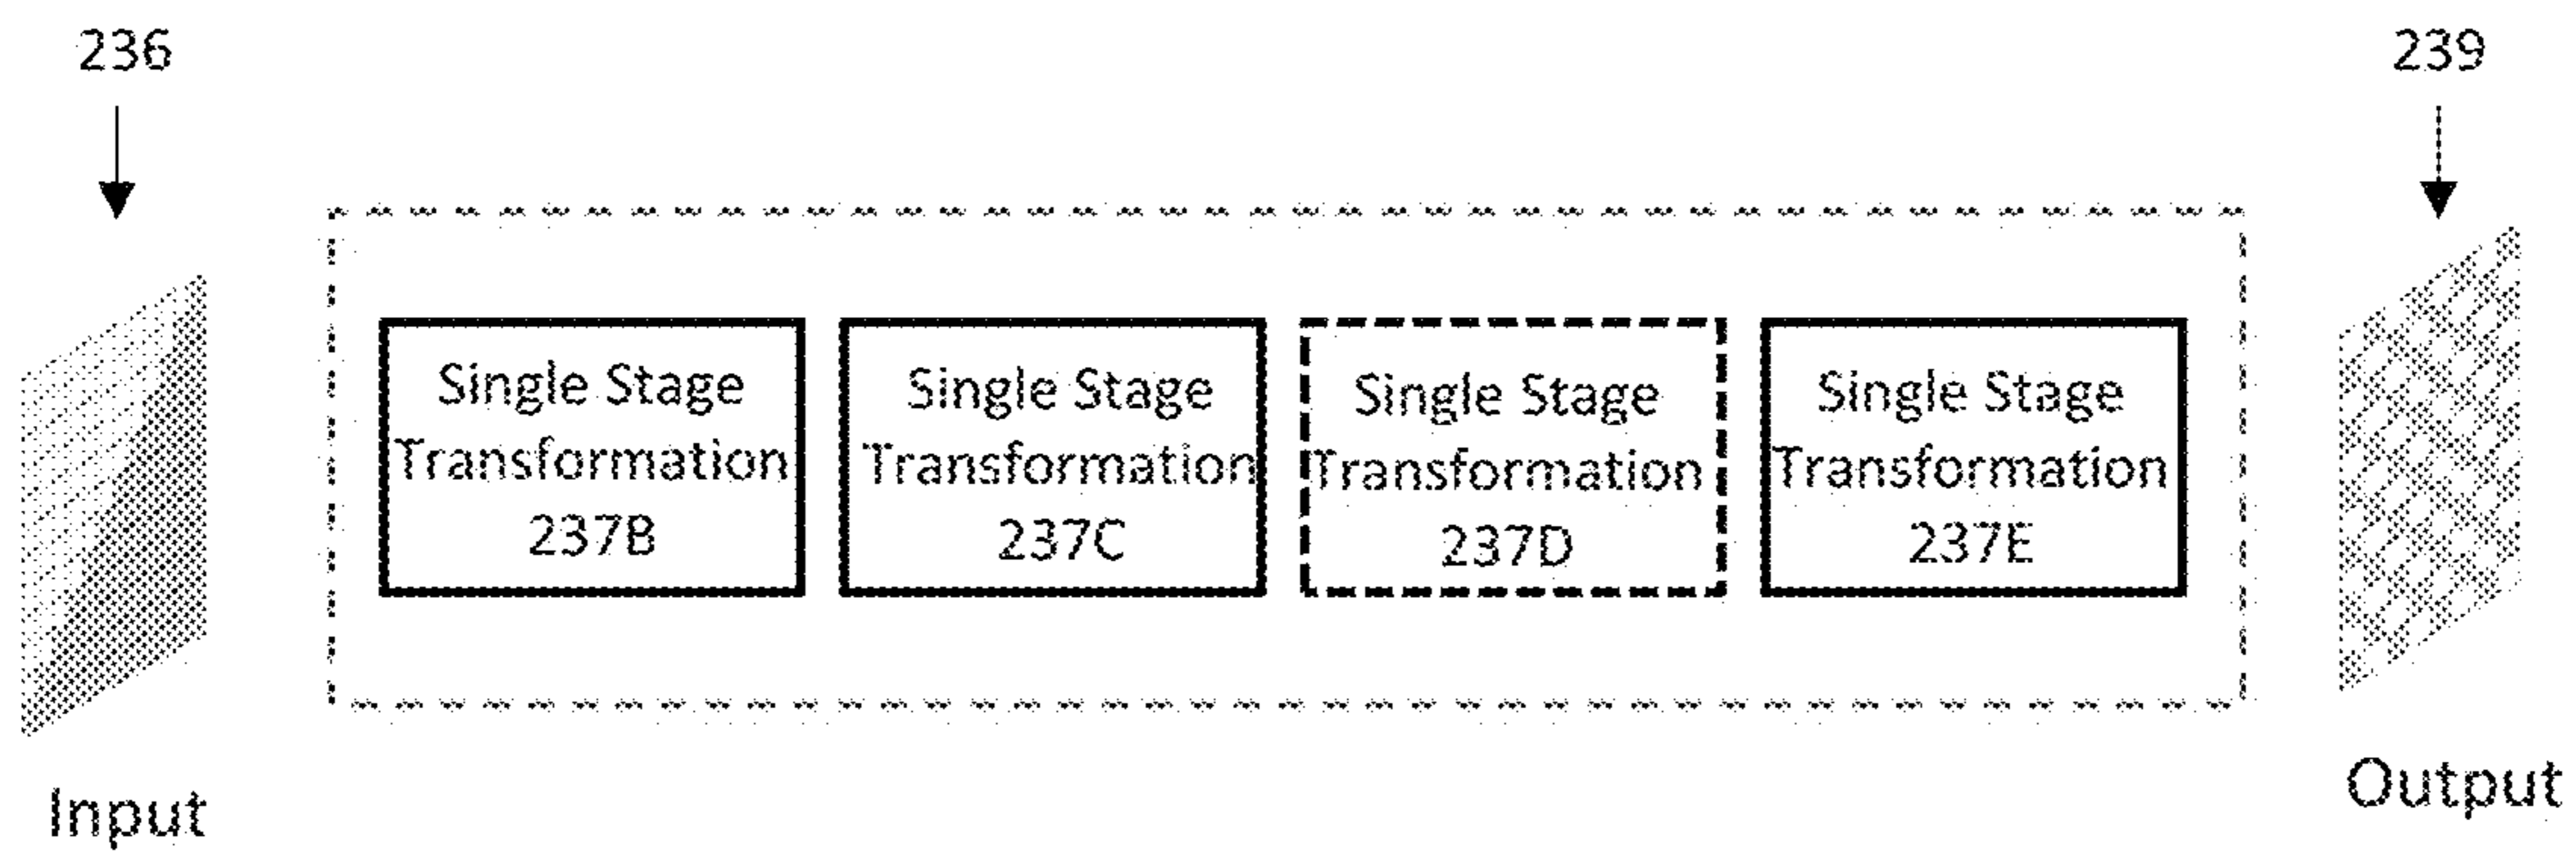 236
239
Single Stage
Transformation
237B
Single Stage
Transformation
237C
Single Stage
Transformation
237D
Single Stage
Transformation
237E
Input
Output